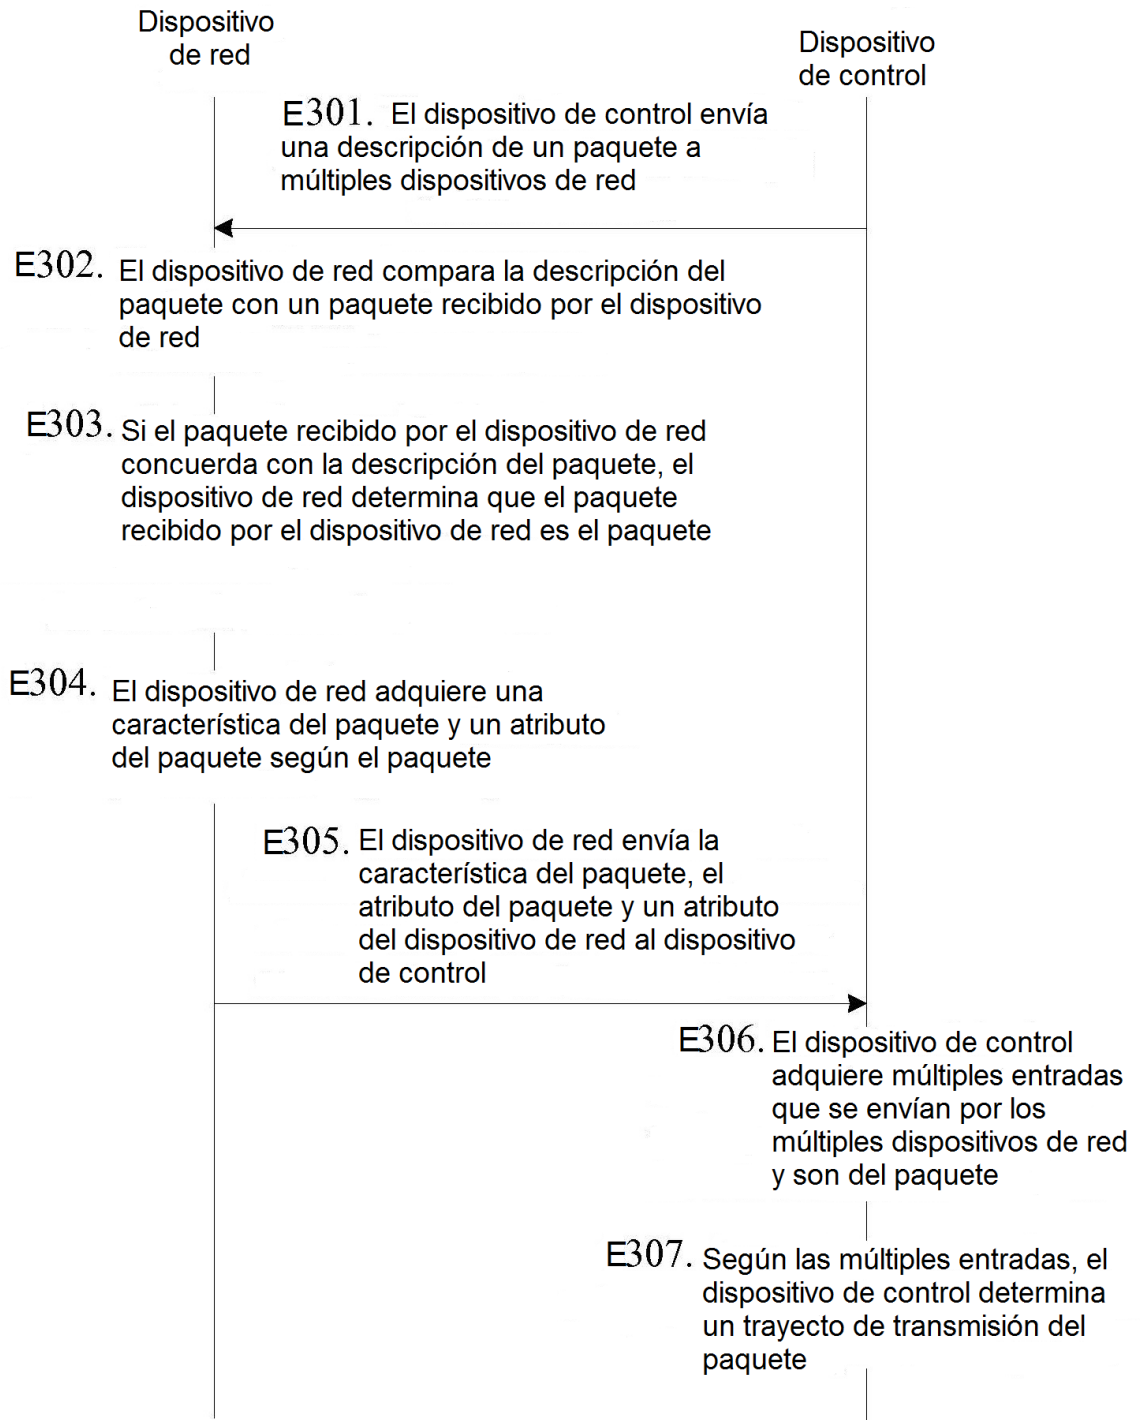 Dispositivo
de red
Dispositivo
de control
E301. El dispositivo de control envía
una descripción de un paquete a
múltiples dispositivos de red
E302. El dispositivo de red compara la descripción del
paquete con un paquete recibido por el dispositivo
de red
E303. Si el paquete recibido por el dispositivo de red
concuerda con la descripción del paquete, el
dispositivo de red determina que el paquete
recibido por el dispositivo de red es el paquete
E304. El dispositivo de red adquiere una
característica del paquete y un atributo
del paquete según el paquete
E305. El dispositivo de red envía la
característica del paquete, el
atributo del paquete y un atributo
del dispositivo de red al dispositivo
de control
E306. El dispositivo de control
adquiere múltiples entradas
que se envían por los
múltiples dispositivos de red
y son del paquete
E307. Según las múltiples entradas, el
dispositivo de control determina
un trayecto de transmisión del
paquete